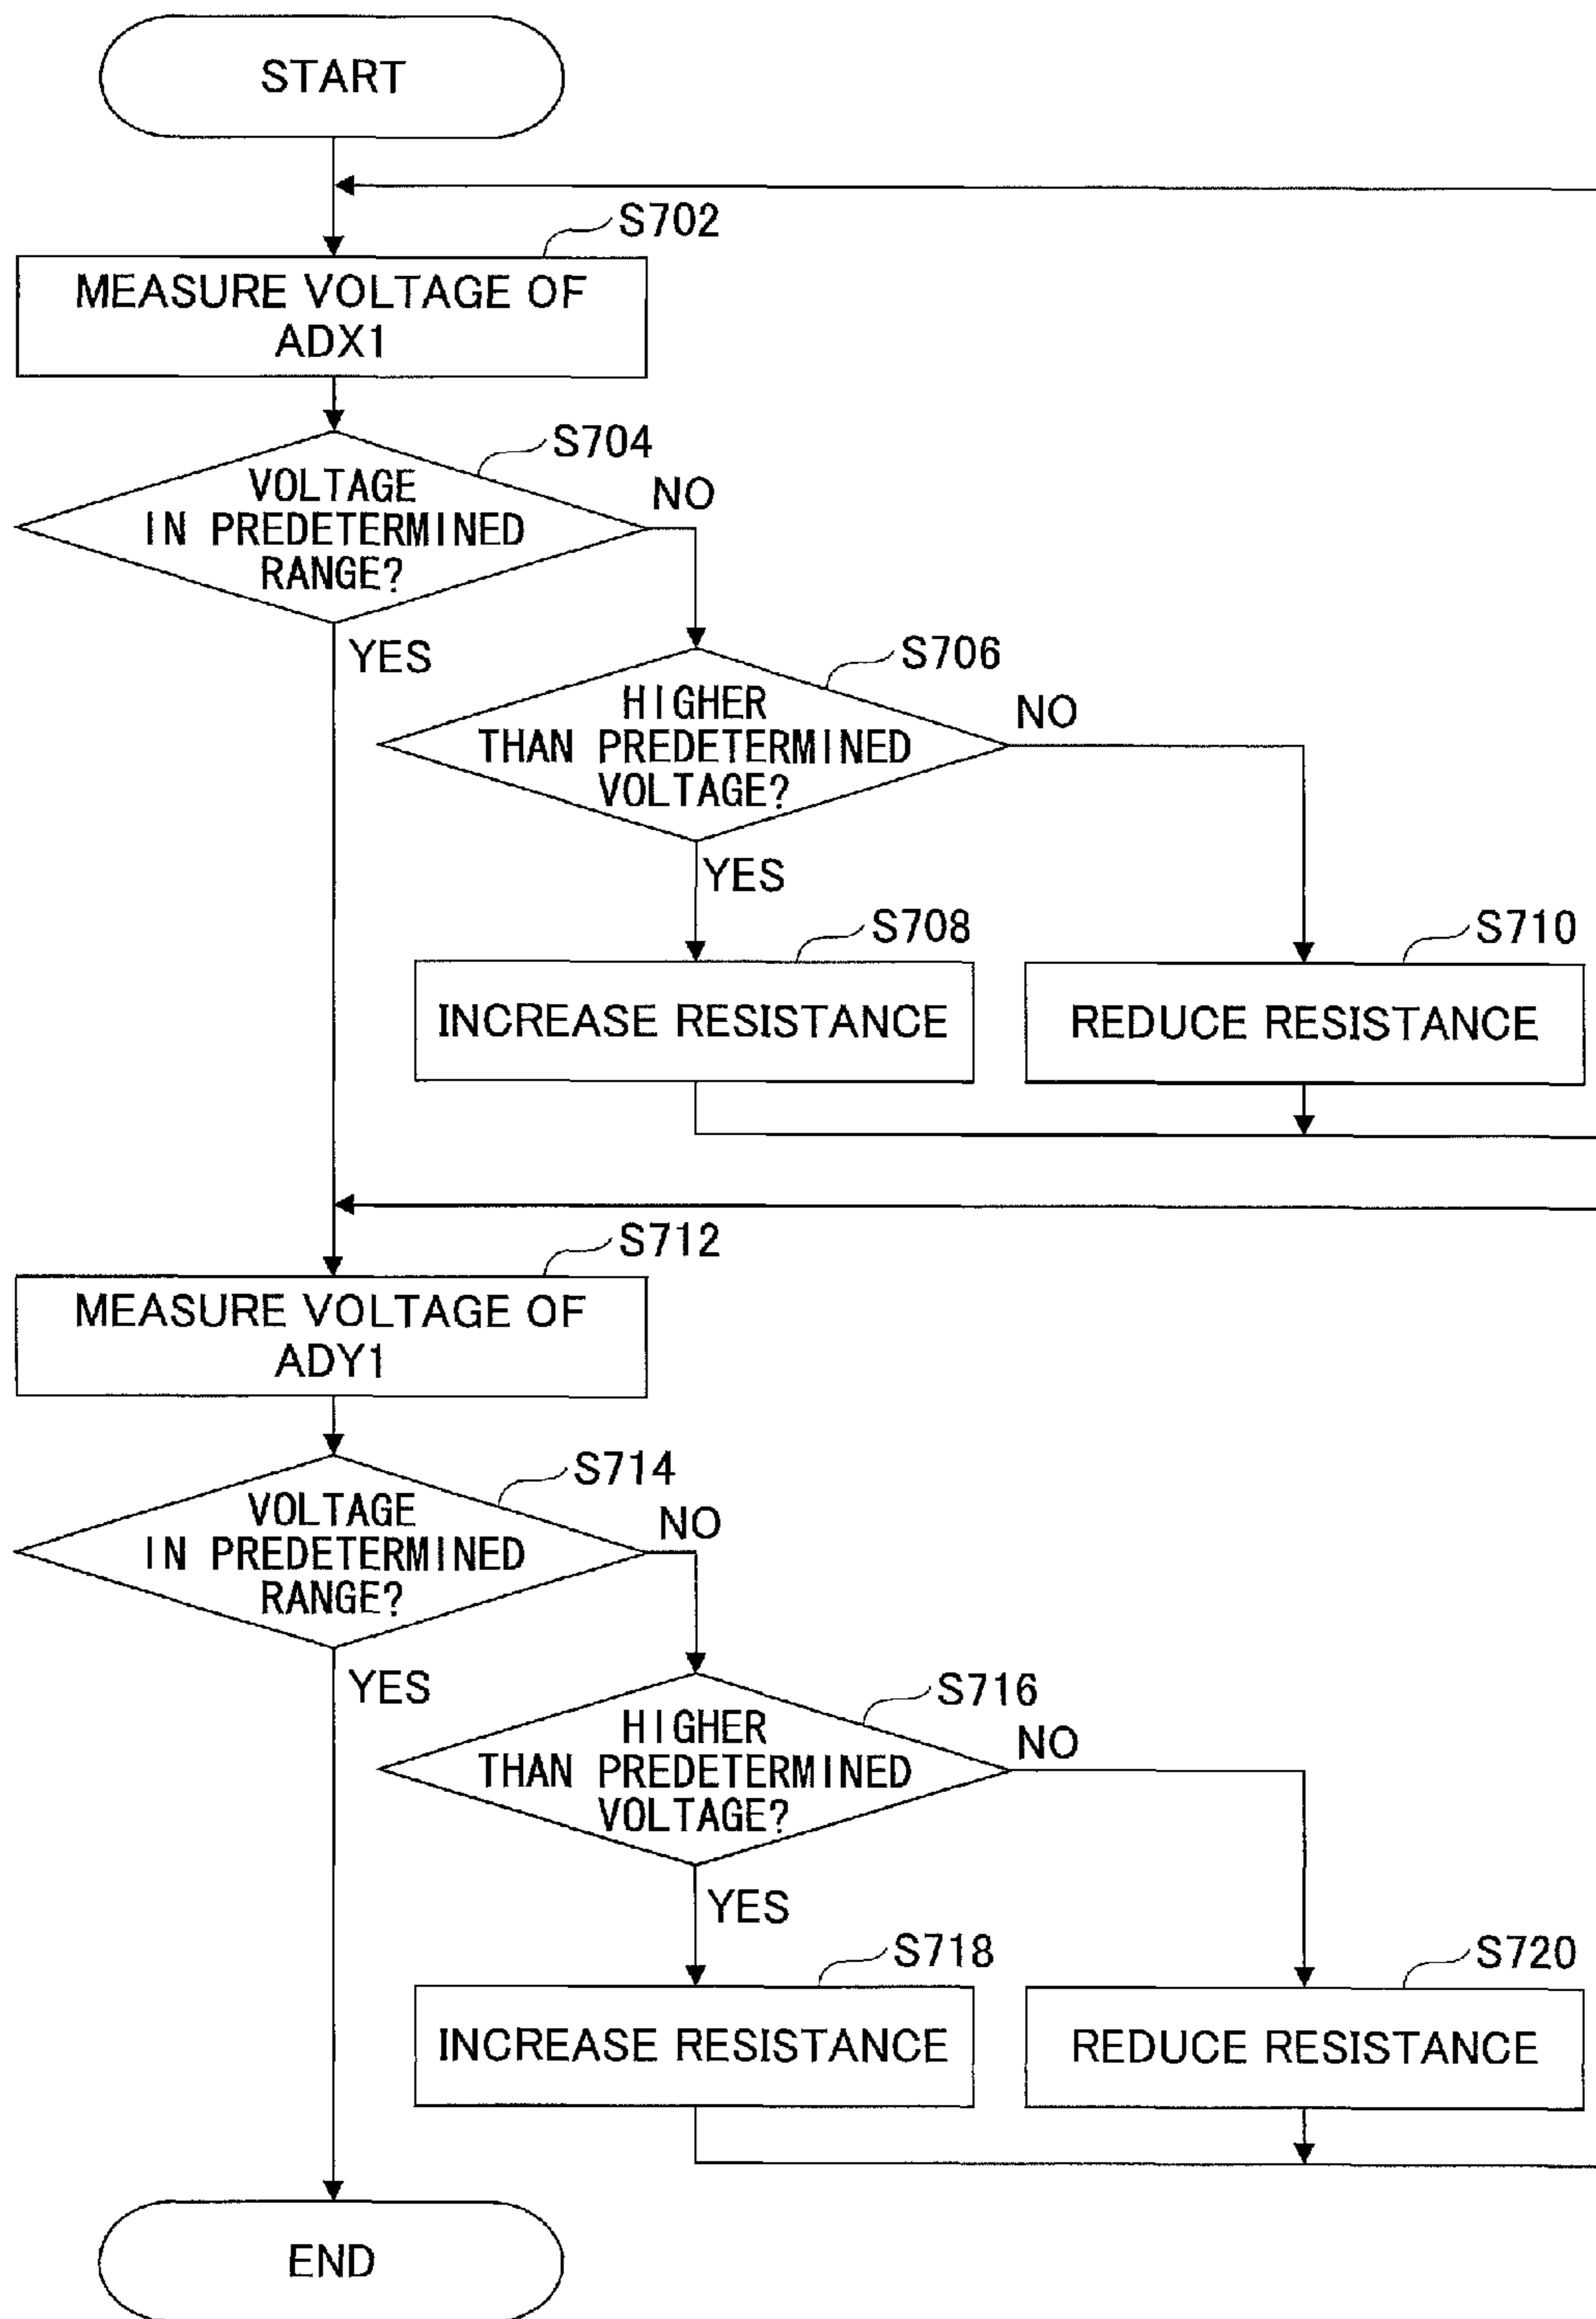 START
S702
MEASURE VOLTAGE OF
ADX1
S704
VOLTAGE
IN PREDETERMINED
RANGE?
NO
YES
S706
HIGHER
THAN PREDETERMINED
VOLTAGE?
NO
YES
S708
INCREASE RESISTANCE
S710
REDUCE RESISTANCE
S712
MEASURE VOLTAGE OF
ADY1
S714
VOLTAGE
IN PREDETERMINED
RANGE?
NO
YES
S716
HIGHER
THAN PREDETERMINED
VOLTAGE?
NO
YES
S718
INCREASE RESISTANCE
S720
REDUCE RESISTANCE
END